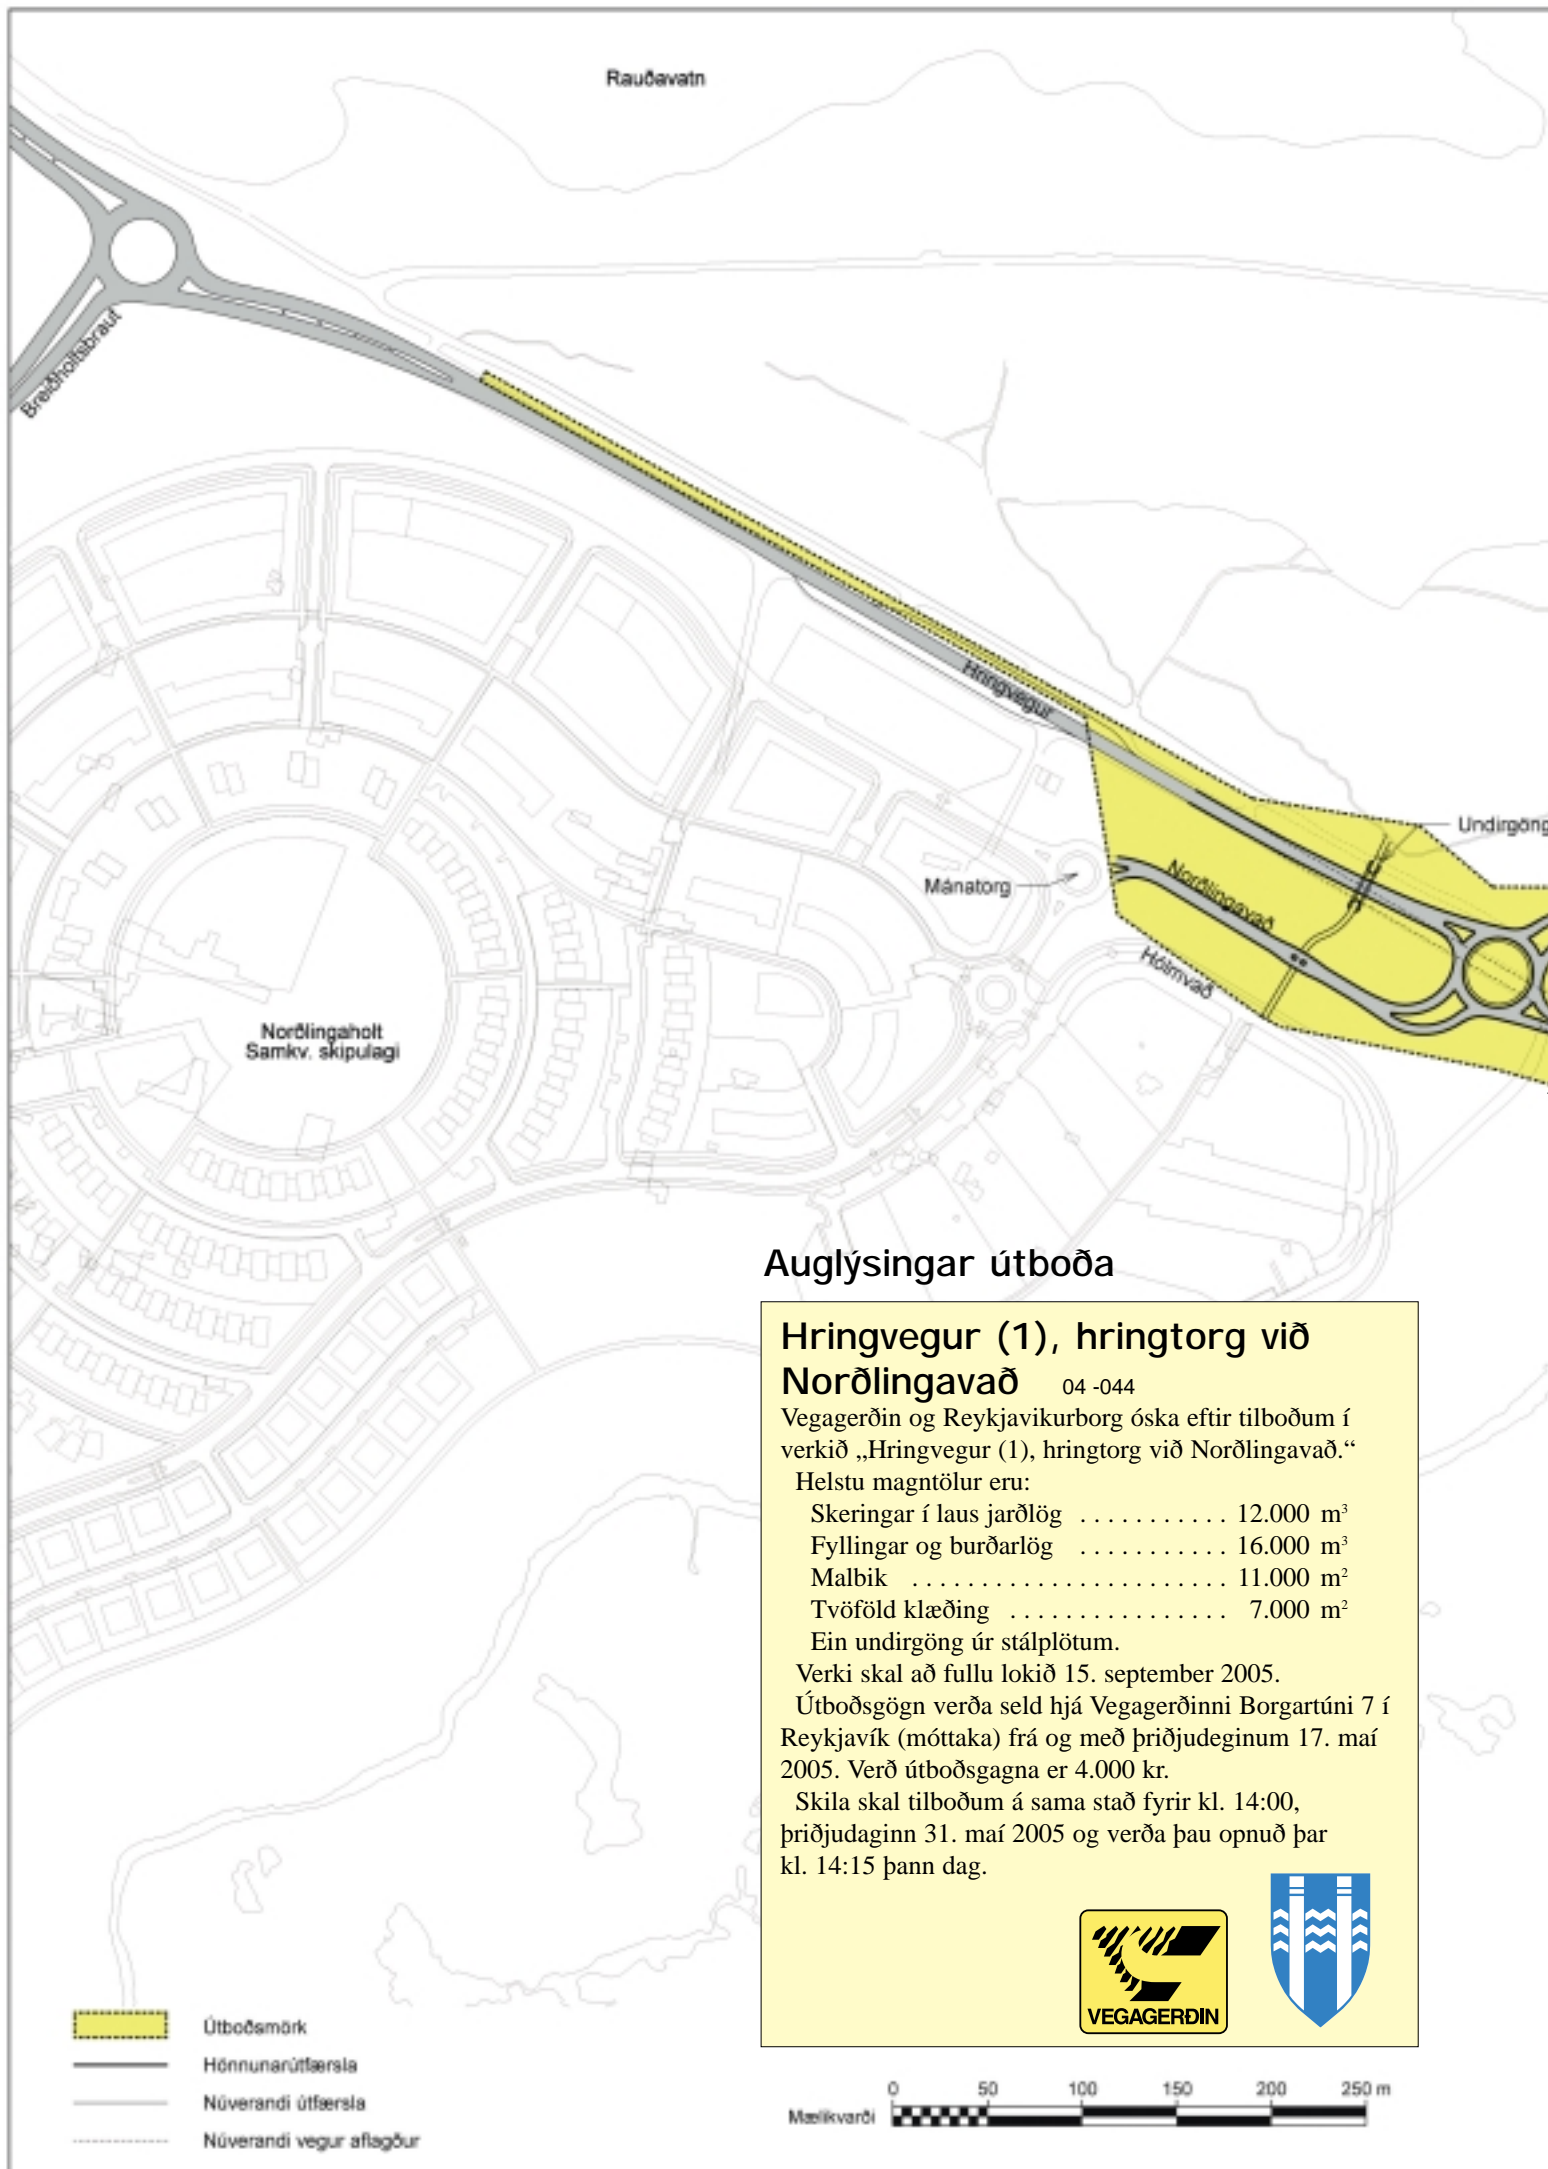 Rauðavatn
Breiðholtsbraut
Hringvegur
Undirgöng
Mánatorg
Norðlingavað
Hólmvað
Norðlingaholt
Samkv. skipulagi
Auglýsingar útboða
Hringvegur (1), hringtorg við
Norðlingavað 04 -044
Vegagerðin og Reykjavikurborg óska eftir tilboðum í
verkið „Hringvegur (1), hringtorg við Norðlingavað.“
Helstu magntölur eru:
Skeringar í laus jarðlög . . . . . . . . . . . 12.000 m³
Fyllingar og burðarlög . . . . . . . . . . . 16.000 m³
Malbik . . . . . . . . . . . . . . . . . . . . . . . 11.000 m²
Tvöföld klæðing . . . . . . . . . . . . . . . . 7.000 m²
Ein undirgöng úr stálplötum.
Verki skal að fullu lokið 15. september 2005.
Útboðsgögn verða seld hjá Vegagerðinni Borgartúni 7 í
Reykjavík (móttaka) frá og með þriðjudeginum 17. maí
2005. Verð útboðsgagna er 4.000 kr.
Skila skal tilboðum á sama stað fyrir kl. 14:00,
þriðjudaginn 31. maí 2005 og verða þau opnuð þar
kl. 14:15 þann dag.
VEGAGERÐIN
Útboðsmörk
Hönnunarútfærsla
Núverandi útfærsla
Núverandi vegur aflagður
0 50 100 150 200 250 m
Mælikvarði